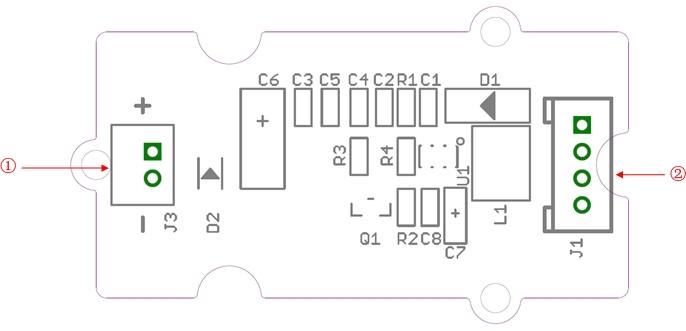 C6 C3 C5 C4 C2 R1 C1 D1
+
+
①
R3 R4
U1
②
+
−
J3 D2 Q1 R2 C8 C7 L1 J1